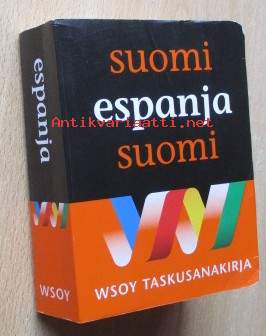 suomi
espanja
suomi
WSOY TASKUSANAKIRJA
espanja
WSOY
Antikvariaatti.net